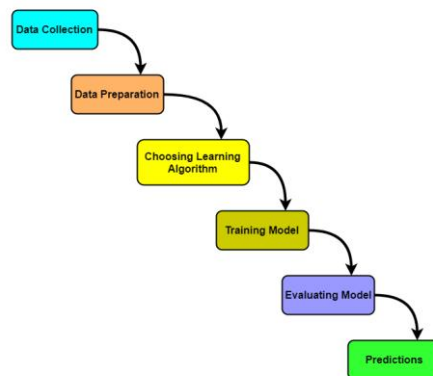 Data Collection
Data Preparation
Choosing Learning
Algorithm
Training Model
Evaluating Model
Predictions